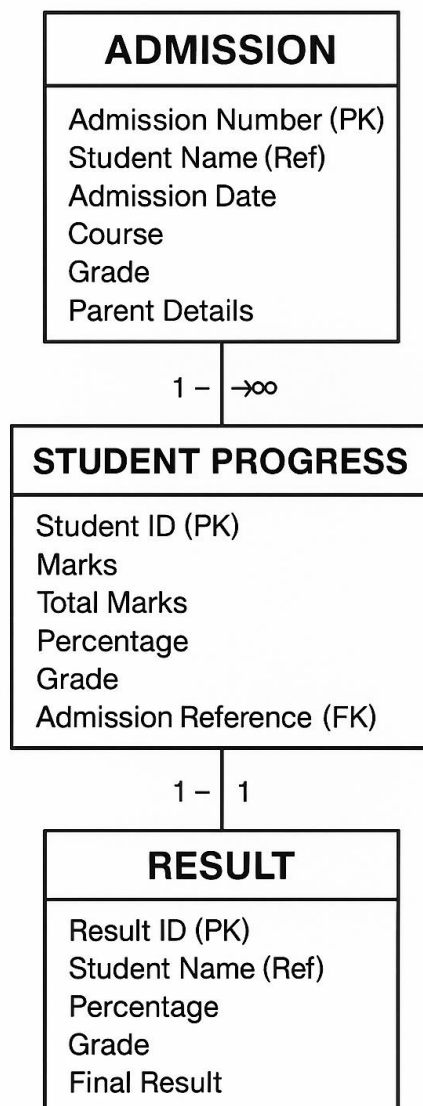 ADMISSION
Admission Number (PK)
Student Name (Ref)
Admission Date
Course
Grade
Parent Details
1 – →∞
STUDENT PROGRESS
Student ID (PK)
Marks
Total Marks
Percentage
Grade
Admission Reference (FK)
1 – 1
RESULT
Result ID (PK)
Student Name (Ref)
Percentage
Grade
Final Result